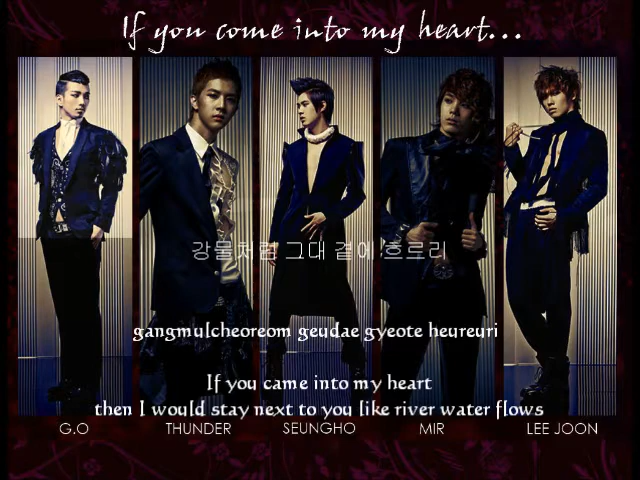 If you come into my heart...
강물처럼 그대 곁에 흐르리
gangmulcheoreom geudae gyeote heureuri
If you came into my heart
then I would stay next to you like river water flows
G.O THUNDER SEUNGHO MIR LEE JOON